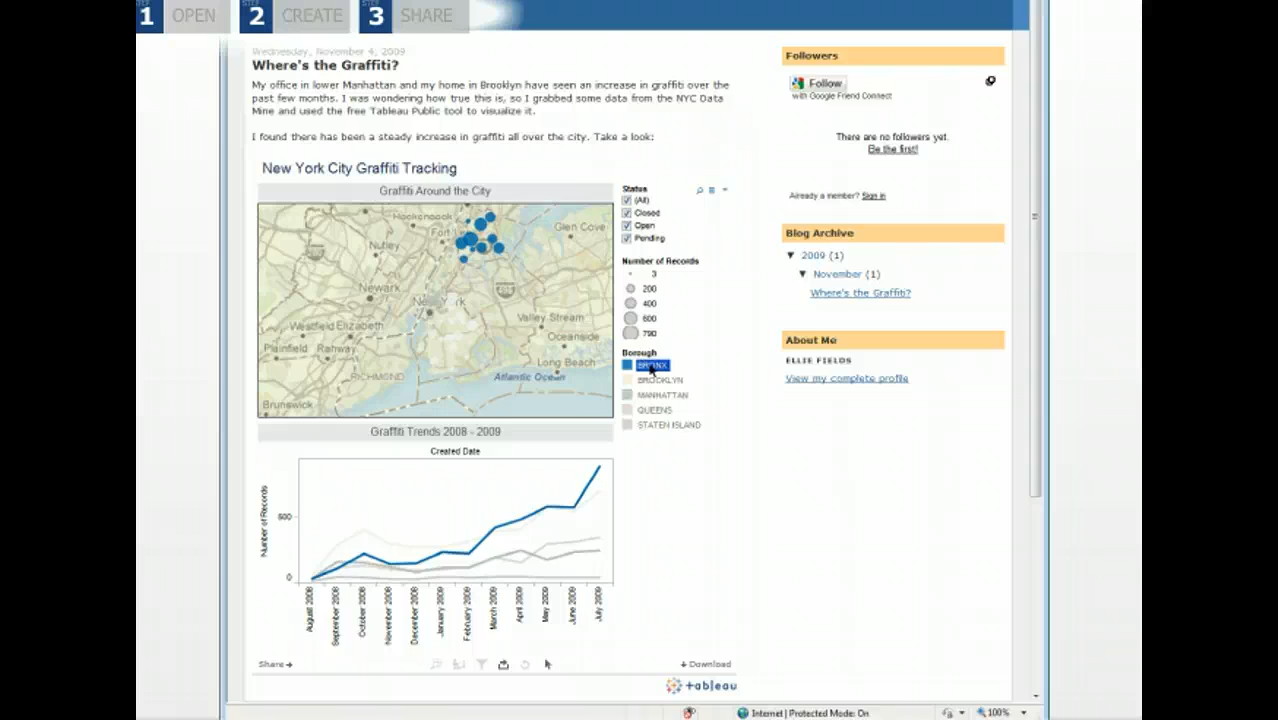 STEP 1 OPEN STEP 2 CREATE STEP 3 SHARE
Wednesday, November 4, 2009
Where's the Graffiti?
My office in lower Manhattan and my home in Brooklyn have seen an increase in graffiti over the
past few months. I was wondering how true this is, so I grabbed some data from the NYC Data
Mine and used the free Tableau Public tool to visualize it.
I found there has been a steady increase in graffiti all over the city. Take a look:
New York City Graffiti Tracking
Graffiti Around the City
Hackensack
Fort
Glen Cove
Nutley
Newark
New York
Valley Stream
Westfield Elizabeth
Oceanside
Plainfield Rahway
Long Beach
RICHMOND
Atlantic Ocean
Brunswick
Status
(All)
Closed
Open
Pending
Number of Records
3
200
400
600
790
Borough
BRONX
BROOKLYN
MANHATTAN
QUEENS
STATEN ISLAND
Graffiti Trends 2008 - 2009
Created Date
Number of Records
500
0
August 2008
September 2008
October 2008
November 2008
December 2008
January 2009
February 2009
March 2009
April 2009
May 2009
June 2009
July 2009
Share
Download
tableau
Followers
Follow
with Google Friend Connect
There are no followers yet.
Be the first!
Already a member? Sign in
Blog Archive
▼ 2009 (1)
▼ November (1)
Where's the Graffiti?
About Me
ELLIE FIELDS
View my complete profile
Internet | Protected Mode: On
100%